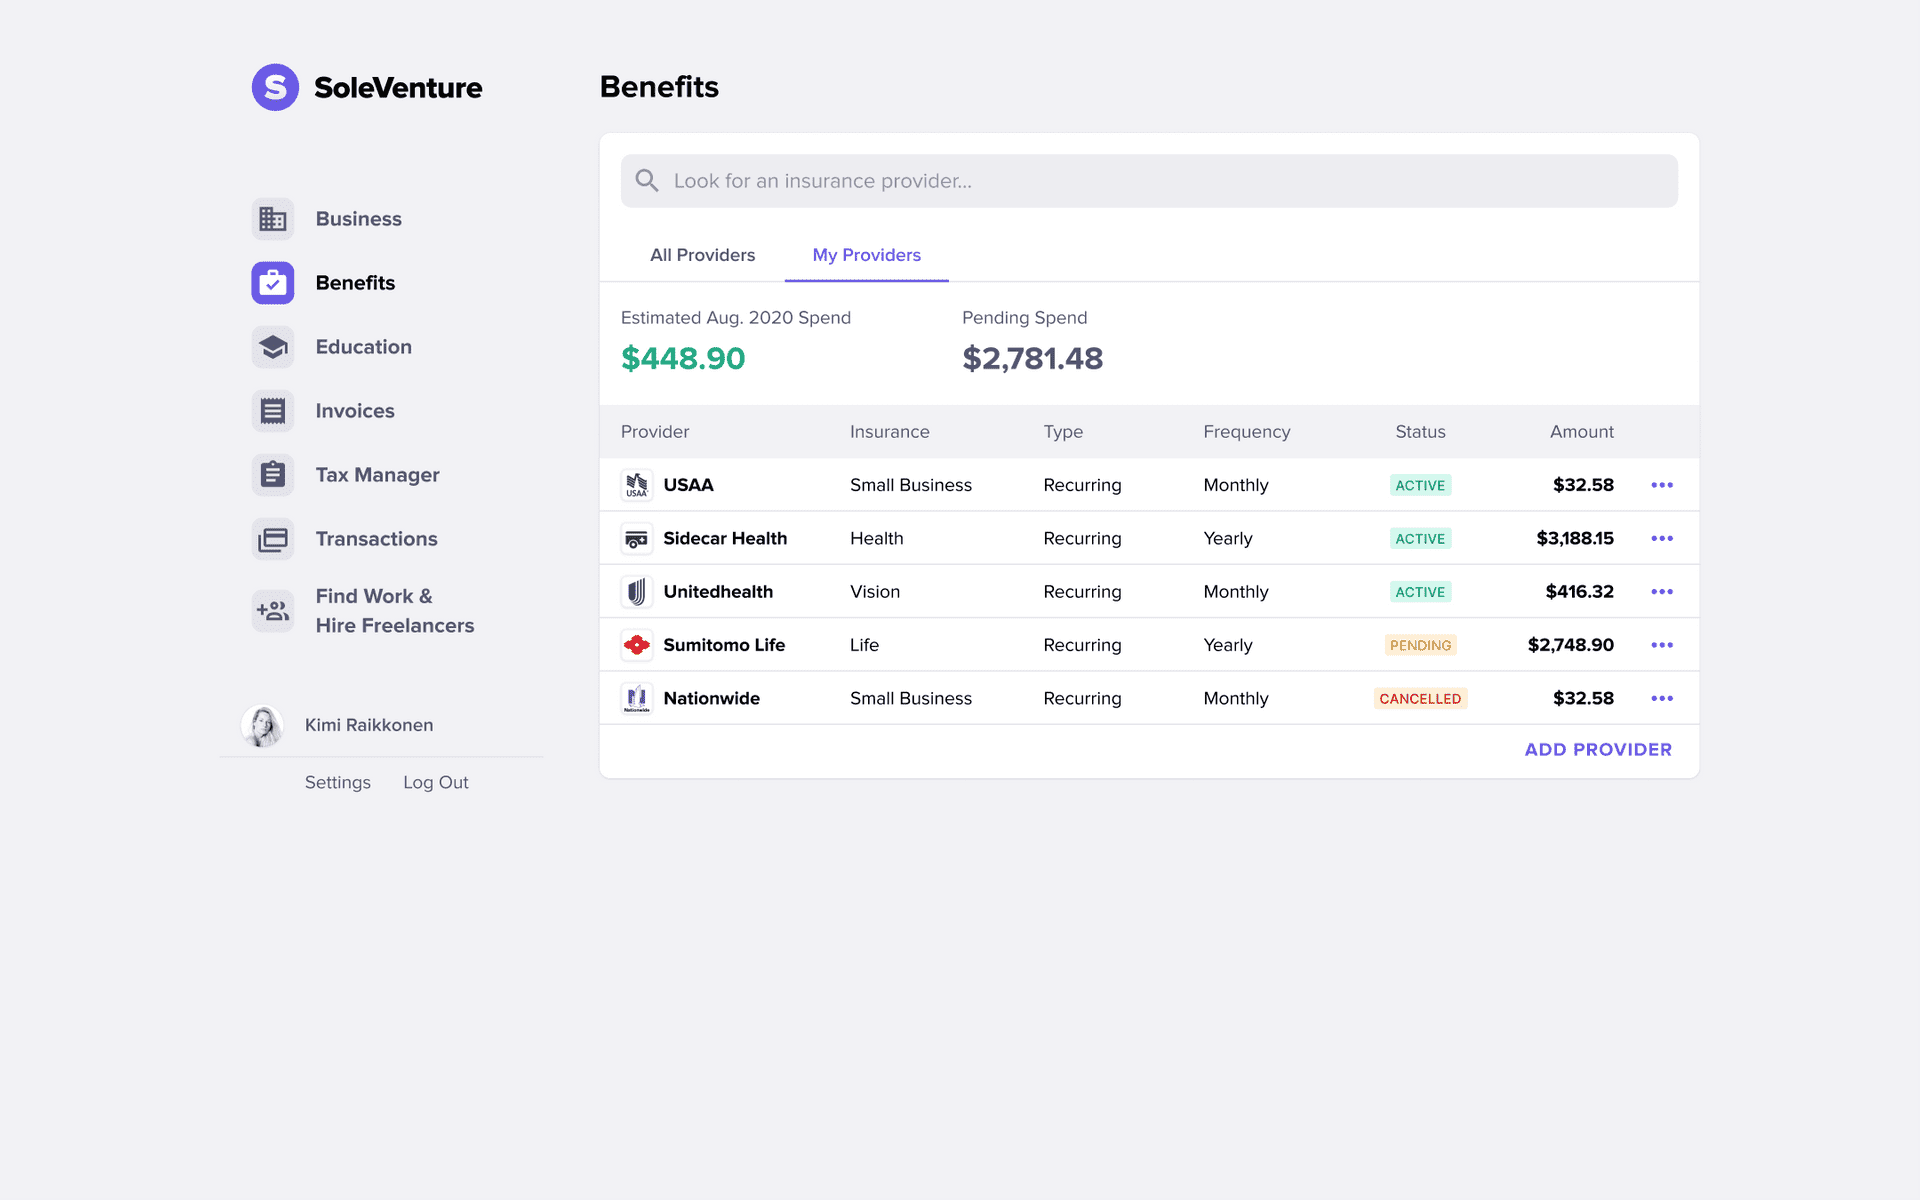 S SoleVenture
Benefits
Business
Benefits
Education
Invoices
Tax Manager
Transactions
Find Work &
Hire Freelancers
Kimi Raikkonen
Settings Log Out
Look for an insurance provider...
All Providers My Providers
Estimated Aug. 2020 Spend Pending Spend
$448.90 $2,781.48
Provider Insurance Type Frequency Status Amount
USAA USAA Small Business Recurring Monthly ACTIVE $32.58
Sidecar Health Health Recurring Yearly ACTIVE $3,188.15
Unitedhealth Vision Recurring Monthly ACTIVE $416.32
Sumitomo Life Life Recurring Yearly PENDING $2,748.90
Nationwide Nationwide Small Business Recurring Monthly CANCELLED $32.58
ADD PROVIDER